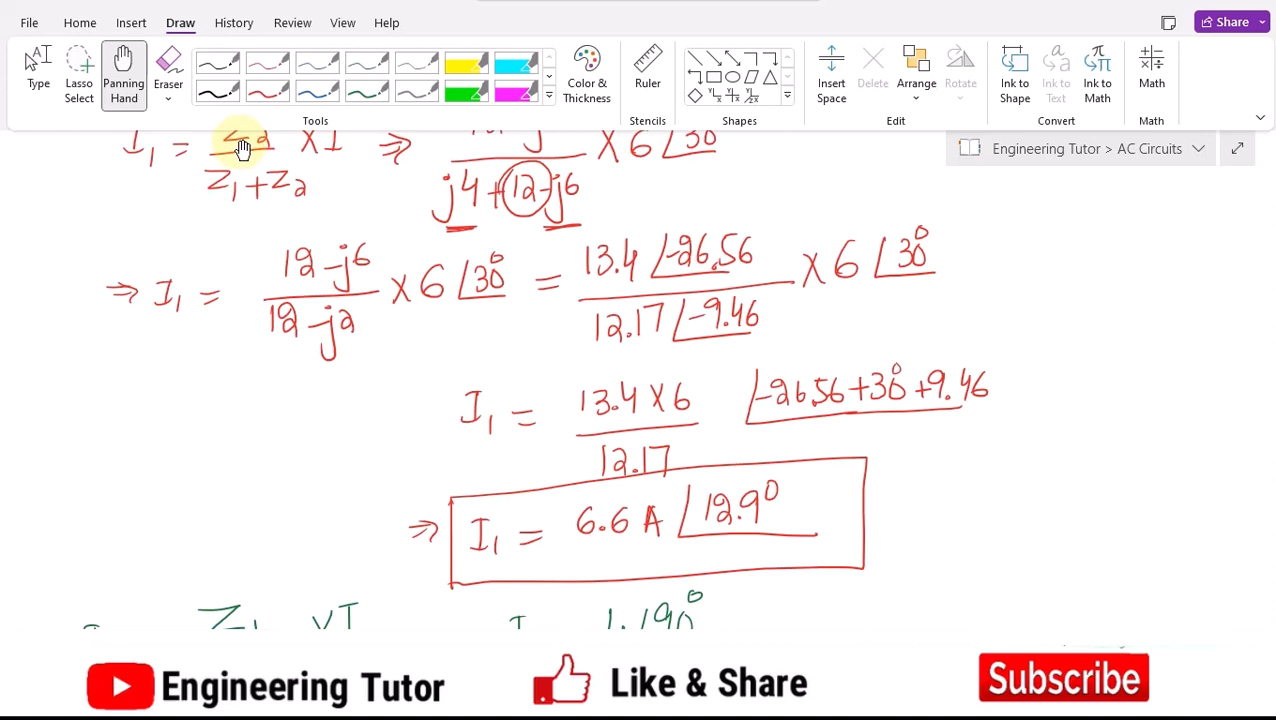 File Home Insert Draw History Review View Help Share
Type Lasso Select Panning Hand Eraser Color & Thickness Ruler Insert Space Delete Arrange Rotate Ink to Shape Ink to Text Ink to Math Math
Tools Stencils Shapes Edit Convert Math
Engineering Tutor > AC Circuits
I₁ = Z₂ / Z₁+Z₂ × I ⇒ / j4+12-j6 × 6∠30
⇒ I₁ = 12-j6 / 12-j2 × 6∠30° = 13.4∠-26.56 / 12.17∠-9.46 × 6∠30°
I₁ = 13.4×6 / 12.17 ∠-26.56+30°+9.46
⇒ I₁ = 6.6 A ∠12.9°
Z₁ × I
Engineering Tutor Like & Share Subscribe